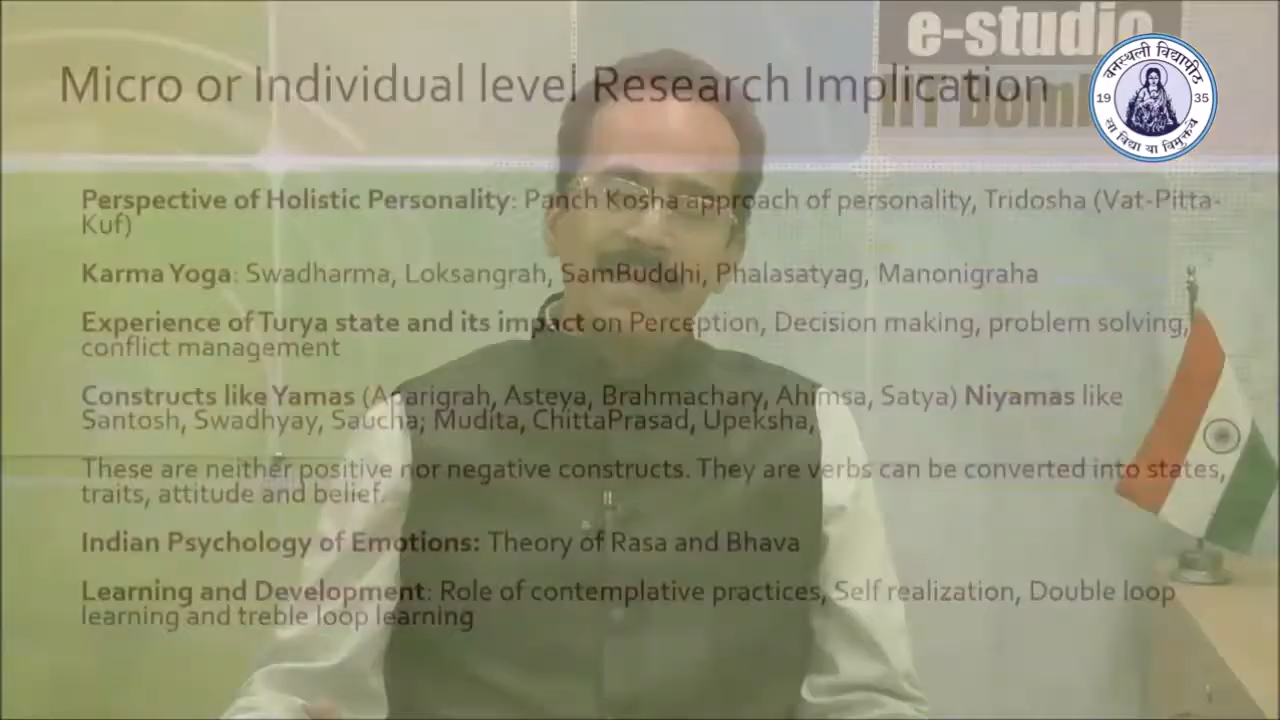 e-studio
IIT Bomb
Micro or Individual level Research Implication
वनस्थली विद्यापीठ
19 35
सा विद्या या विमुक्तये
Perspective of Holistic Personality: Panch Kosha approach of personality, Tridosha (Vat-Pitta-
Kuf)
Karma Yoga: Swadharma, Loksangrah, SamBuddhi, Phalasatyag, Manonigraha
Experience of Turya state and its impact on Perception, Decision making, problem solving,
conflict management
Constructs like Yamas (Aparigrah, Asteya, Brahmachary, Ahimsa, Satya) Niyamas like
Santosh, Swadhyay, Saucha; Mudita, ChittaPrasad, Upeksha,
These are neither positive nor negative constructs. They are verbs can be converted into states,
traits, attitude and belief.
Indian Psychology of Emotions: Theory of Rasa and Bhava
Learning and Development: Role of contemplative practices, Self realization, Double loop
learning and treble loop learning